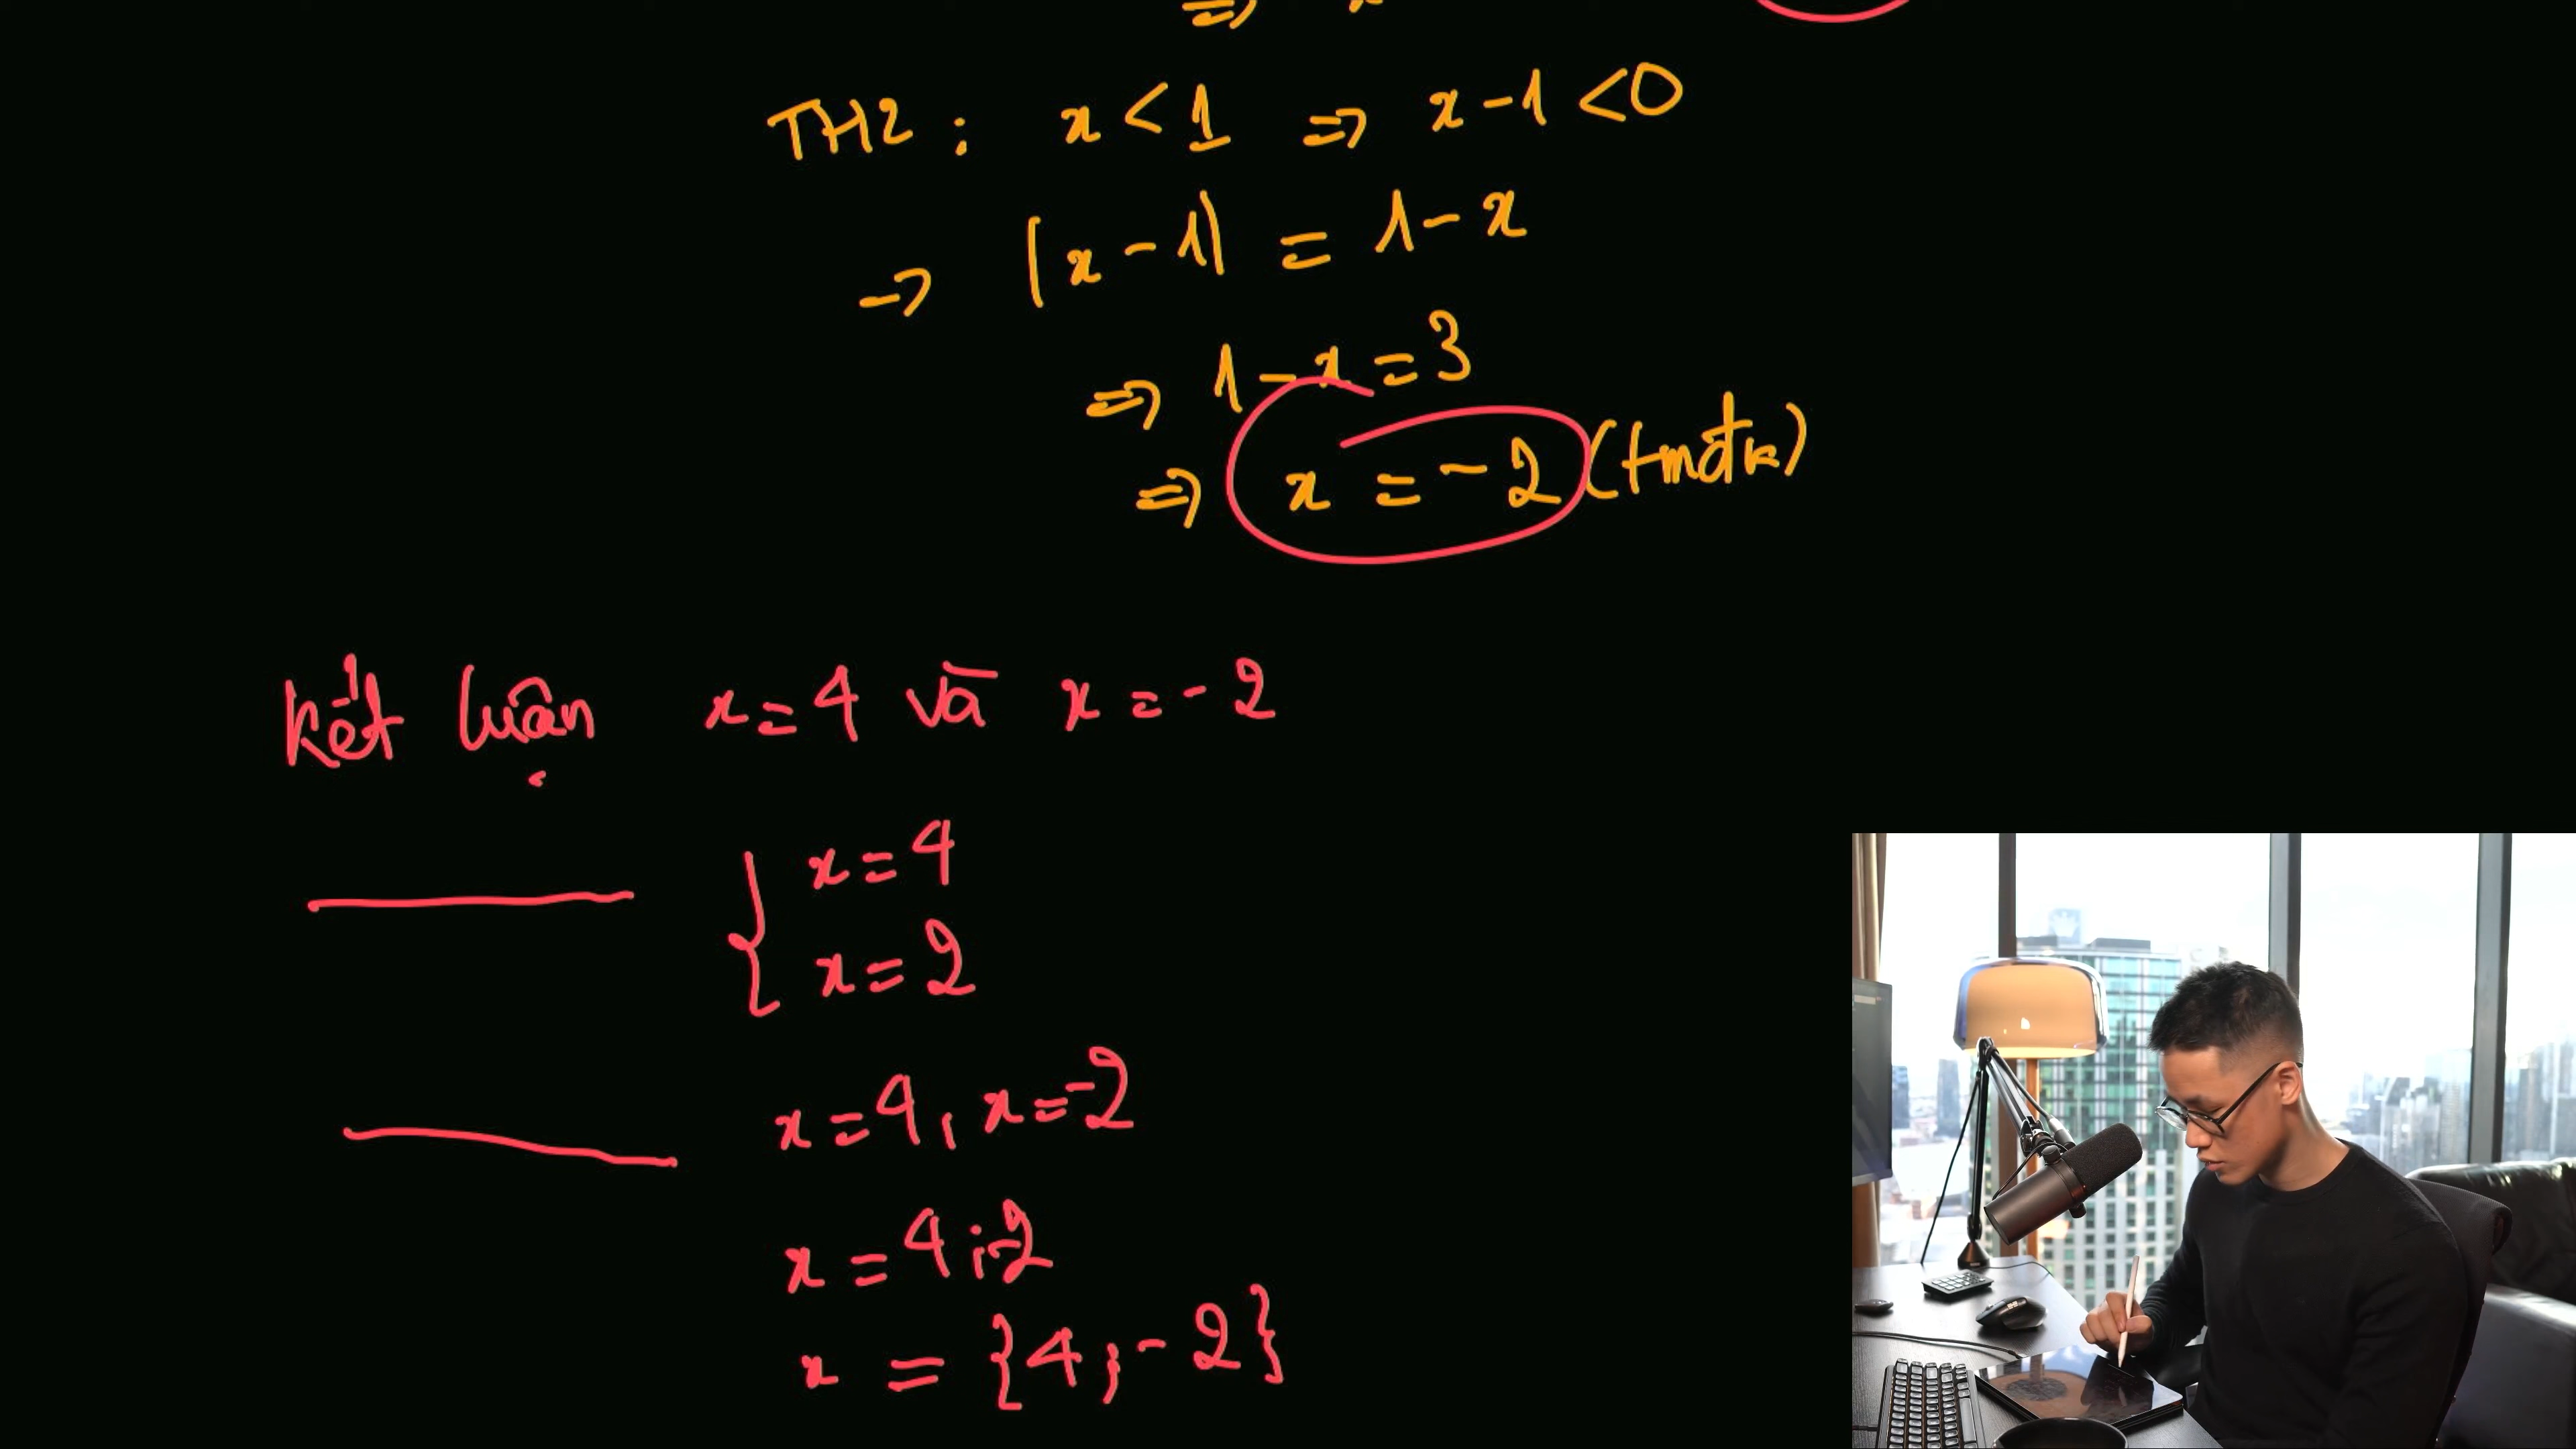 TH2 : x < 1 => x - 1 < 0
-> |x - 1| = 1 - x
=> 1 - x = 3
=> x = -2 (tmđk)
Kết luận x = 4 và x = -2
{ x = 4
x = 2
x = 4, x = -2
x = 4; -2
x = {4; -2}